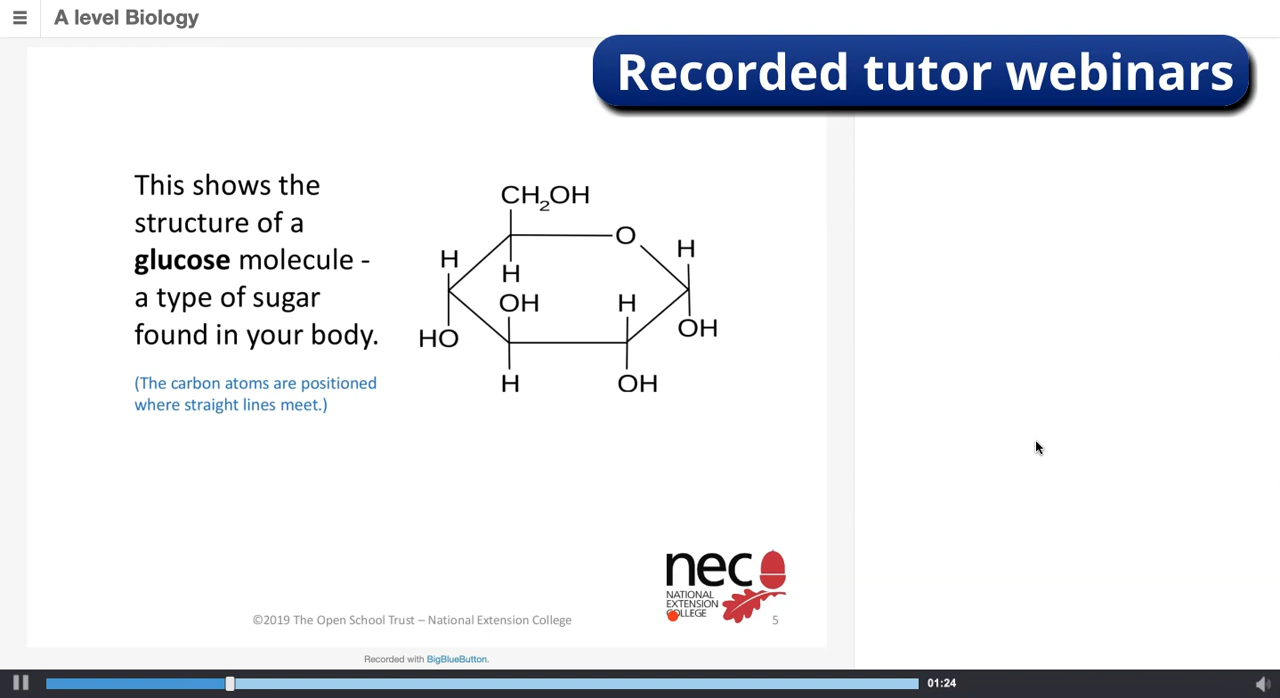 A level Biology
Recorded tutor webinars
This shows the
structure of a
glucose molecule -
a type of sugar
found in your body.
(The carbon atoms are positioned
where straight lines meet.)
CH2OH
O
H
H
H
OH
H
HO
OH
H
OH
nec
NATIONAL
EXTENSION
COLLEGE
©2019 The Open School Trust – National Extension College
5
Recorded with BigBlueButton.
01:24